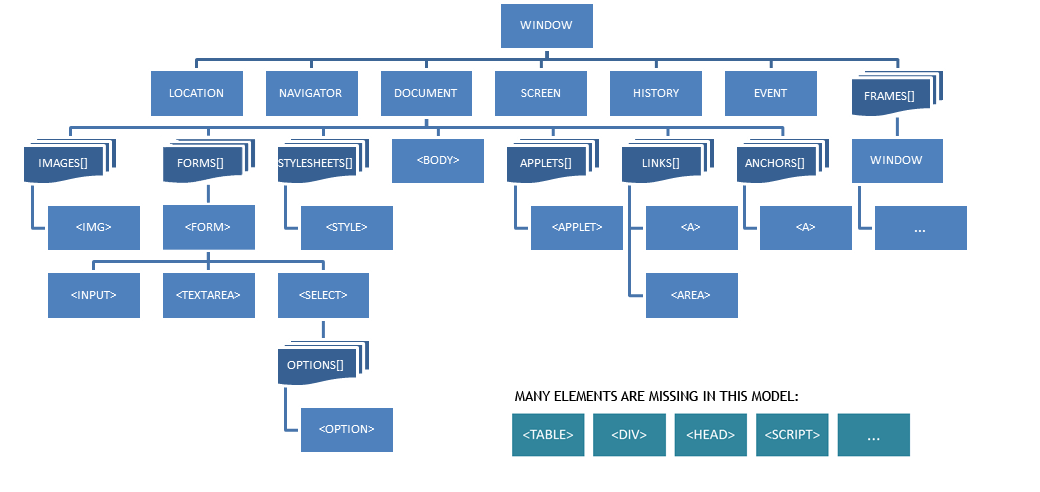 WINDOW
LOCATION
NAVIGATOR
DOCUMENT
SCREEN
HISTORY
EVENT
FRAMES[]
IMAGES[]
FORMS[]
STYLESHEETS[]
<BODY>
APPLETS[]
LINKS[]
ANCHORS[]
WINDOW
<IMG>
<FORM>
<STYLE>
<APPLET>
<A>
<A>
...
<INPUT>
<TEXTAREA>
<SELECT>
<AREA>
OPTIONS[]
MANY ELEMENTS ARE MISSING IN THIS MODEL:
<OPTION>
<TABLE>
<DIV>
<HEAD>
<SCRIPT>
...